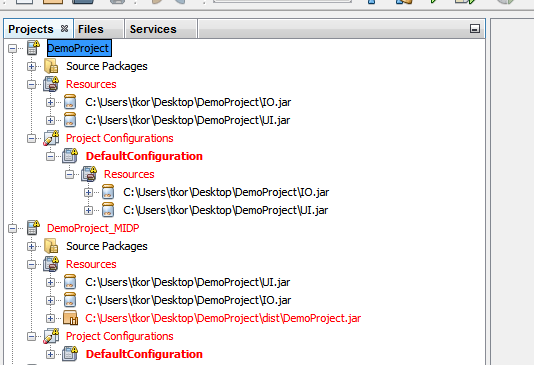 Projects
Files
Services
DemoProject
Source Packages
Resources
C:\Users\tkor\Desktop\DemoProject\IO.jar
C:\Users\tkor\Desktop\DemoProject\UI.jar
Project Configurations
DefaultConfiguration
Resources
C:\Users\tkor\Desktop\DemoProject\IO.jar
C:\Users\tkor\Desktop\DemoProject\UI.jar
DemoProject_MIDP
Source Packages
Resources
C:\Users\tkor\Desktop\DemoProject\UI.jar
C:\Users\tkor\Desktop\DemoProject\IO.jar
C:\tkor\Users\Desktop\DemoProject\dist\DemoProject.jar
Project Configurations
DefaultConfiguration